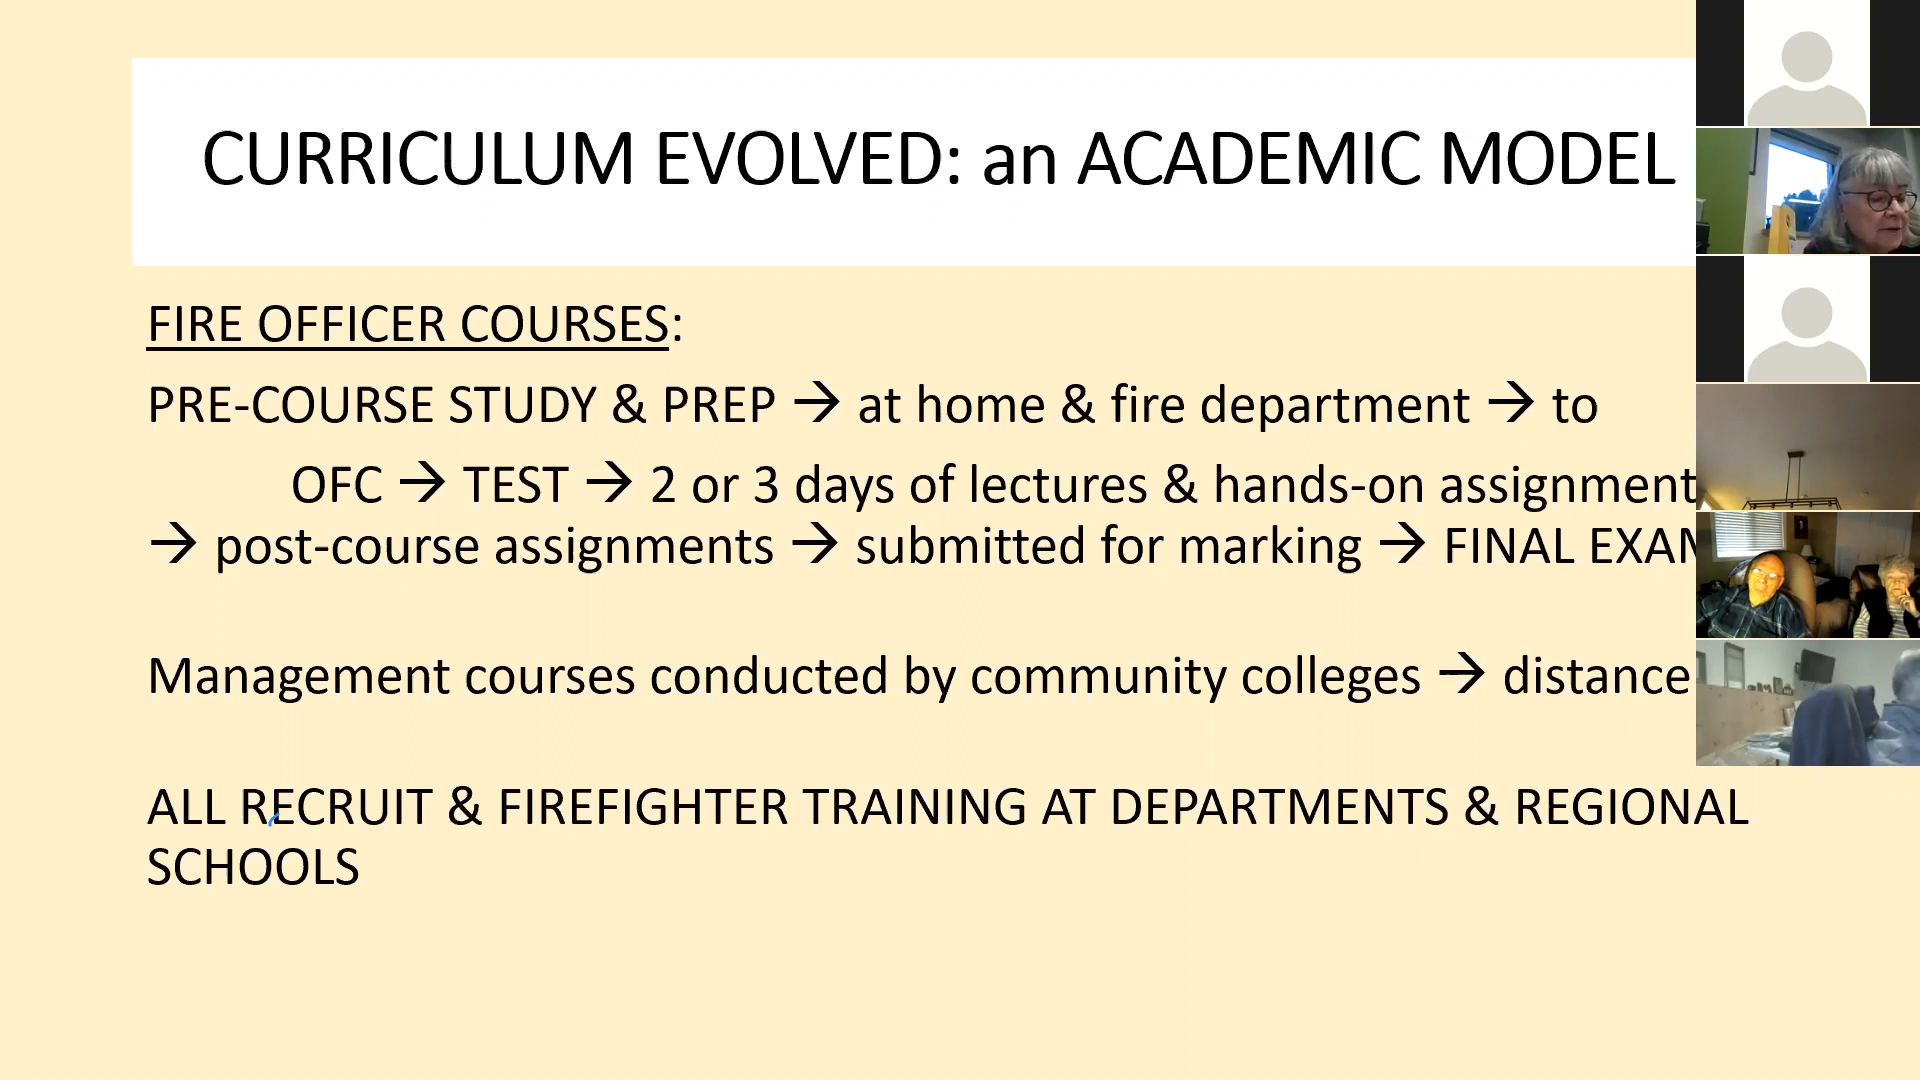 CURRICULUM EVOLVED: an ACADEMIC MODEL
FIRE OFFICER COURSES:
PRE-COURSE STUDY & PREP → at home & fire department → to
OFC → TEST → 2 or 3 days of lectures & hands-on assignment
→ post-course assignments → submitted for marking → FINAL EXAM
Management courses conducted by community colleges → distance
ALL RECRUIT & FIREFIGHTER TRAINING AT DEPARTMENTS & REGIONAL
SCHOOLS